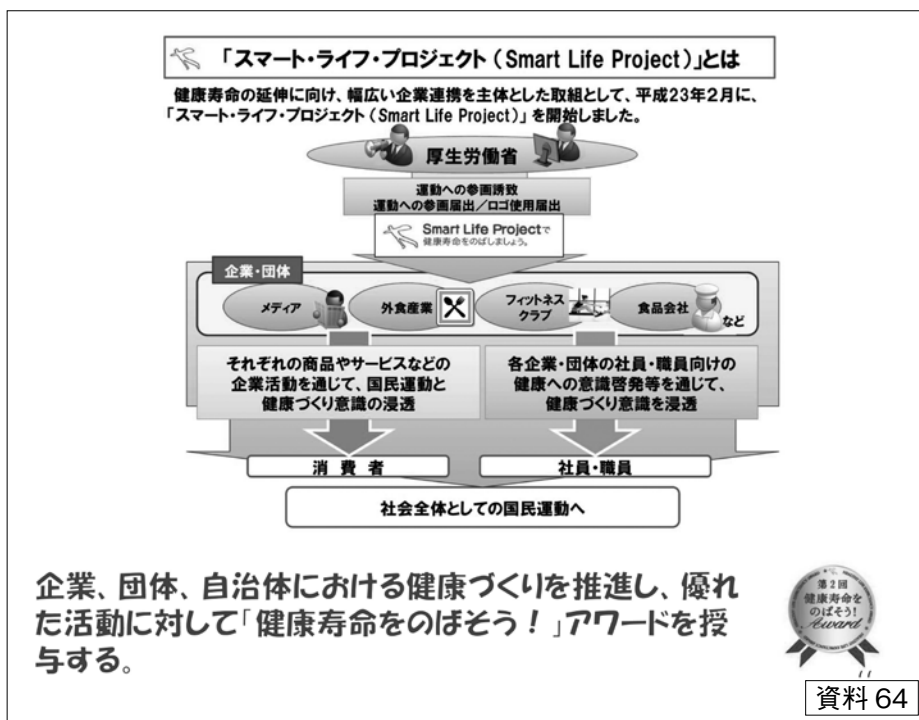 「スマート・ライフ・プロジェクト（Smart Life Project）」とは
健康寿命の延伸に向け、幅広い企業連携を主体とした取組として、平成23年2月に、
「スマート・ライフ・プロジェクト（Smart Life Project）」を開始しました。
厚生労働省
運動への参画誘致
運動への参画届出／ロゴ使用届出
Smart Life Projectで
健康寿命をのばしましょう。
企業・団体
メディア
外食産業
フィットネス
クラブ
食品会社
など
それぞれの商品やサービスなどの
企業活動を通じて、国民運動と
健康づくり意識の浸透
各企業・団体の社員・職員向けの
健康への意識啓発等を通じて、
健康づくり意識を浸透
消費者
社員・職員
社会全体としての国民運動へ
企業、団体、自治体における健康づくりを推進し、優れ
た活動に対して「健康寿命をのばそう！」アワードを授
与する。
第2回
健康寿命を
のばそう!
Award
資料 64